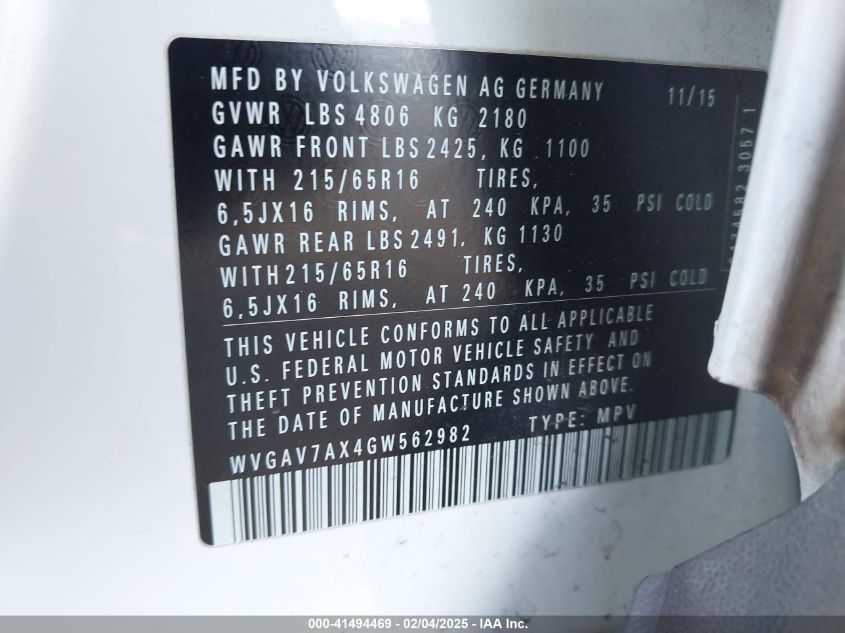 MFD BY VOLKSWAGEN AG GERMANY 11/15
GVWR LBS 4806 KG 2180
GAWR FRONT LBS 2425, KG 1100
WITH 215/65R16 TIRES,
6,5JX16 RIMS, AT 240 KPA, 35 PSI COLD
GAWR REAR LBS 2491, KG 1130
WITH 215/65R16 TIRES,
6,5JX16 RIMS, AT 240 KPA, 35 PSI COLD
THIS VEHICLE CONFORMS TO ALL APPLICABLE
U.S. FEDERAL MOTOR VEHICLE SAFETY AND
THEFT PREVENTION STANDARDS IN EFFECT ON
THE DATE OF MANUFACTURE SHOWN ABOVE.
WVGAV7AX4GW562982 TYPE: MPV
3057 1
000-41494469 - 02/04/2025 - IAA Inc.